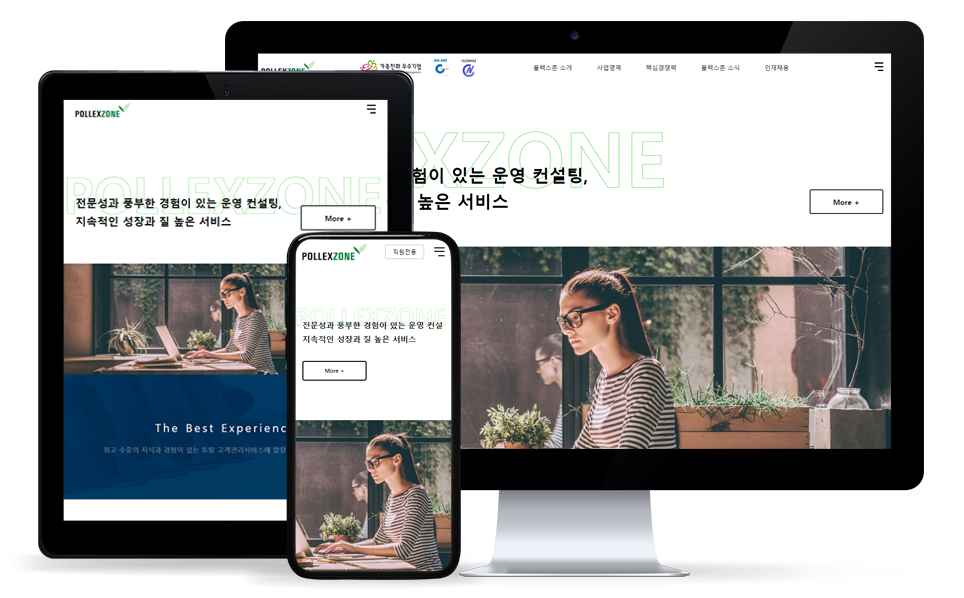 POLLEXZONE
가족친화 우수기업
ISO9001
폴렉스존 소개 사업영역 핵심경쟁력 폴렉스존 소식 인재채용
XZONE
험이 있는 운영 컨설팅,
높은 서비스
More +
POLLEXZONE
POLLEXZONE
전문성과 풍부한 경험이 있는 운영 컨설팅,
지속적인 성장과 질 높은 서비스
More +
The Best Experienc
최고 수준의 지식과 경험이 있는 토탈 고객관리서비스에 앞장
POLLEXZONE
직원전용
POLLEXZONE
전문성과 풍부한 경험이 있는 운영 컨설
지속적인 성장과 질 높은 서비스
More +